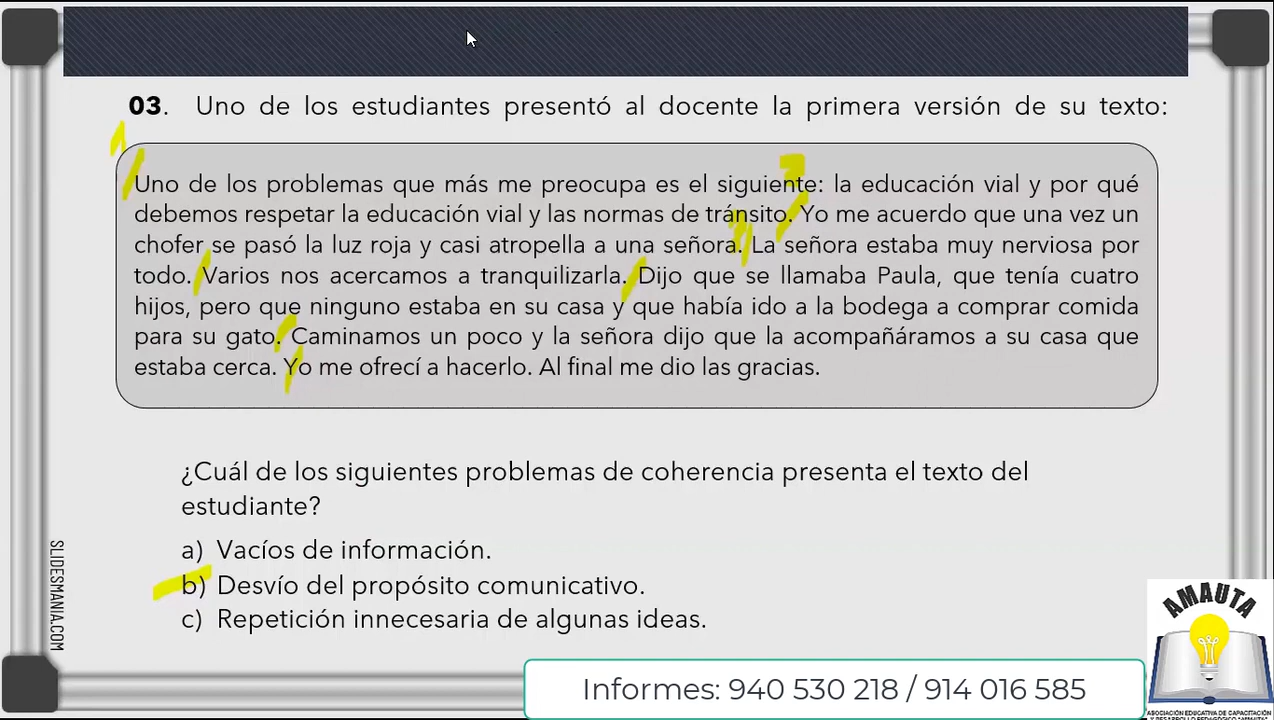 03. Uno de los estudiantes presentó al docente la primera versión de su texto:
Uno de los problemas que más me preocupa es el siguiente: la educación vial y por qué
debemos respetar la educación vial y las normas de tránsito. Yo me acuerdo que una vez un
chofer se pasó la luz roja y casi atropella a una señora. La señora estaba muy nerviosa por
todo. Varios nos acercamos a tranquilizarla. Dijo que se llamaba Paula, que tenía cuatro
hijos, pero que ninguno estaba en su casa y que había ido a la bodega a comprar comida
para su gato. Caminamos un poco y la señora dijo que la acompañáramos a su casa que
estaba cerca. Yo me ofrecí a hacerlo. Al final me dio las gracias.
¿Cuál de los siguientes problemas de coherencia presenta el texto del
estudiante?
a) Vacíos de información.
b) Desvío del propósito comunicativo.
c) Repetición innecesaria de algunas ideas.
SLIDESMANIA.COM
Informes: 940 530 218 / 914 016 585
AMAUTA
ASOCIACIÓN EDUCATIVA DE CAPACITACIÓN
Y DESARROLLO PEDAGÓGICO "AMAUTA"